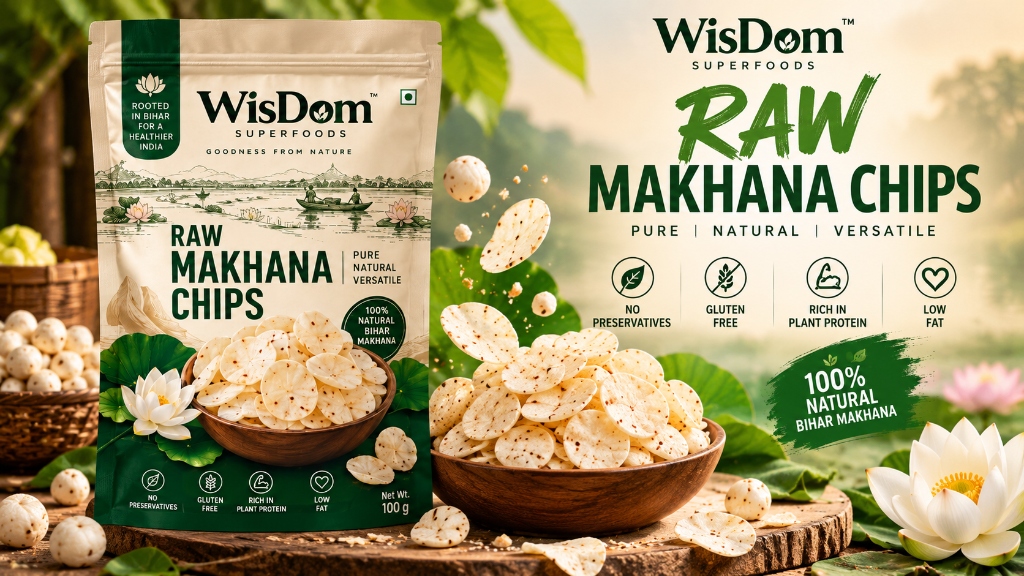 ROOTED
IN BIHAR
FOR A
HEALTHIER
INDIA
WisDom™
SUPERFOODS
GOODNESS FROM NATURE
RAW
MAKHANA
CHIPS
PURE
NATURAL
VERSATILE
100%
NATURAL
BIHAR
MAKHANA
NO
PRESERVATIVES
GLUTEN
FREE
RICH IN
PLANT PROTEIN
LOW
FAT
Net Wt.
100 g
WisDom™
SUPERFOODS
RAW
MAKHANA CHIPS
PURE | NATURAL | VERSATILE
NO
PRESERVATIVES
GLUTEN
FREE
RICH IN
PLANT PROTEIN
LOW
FAT
100%
NATURAL
BIHAR MAKHANA